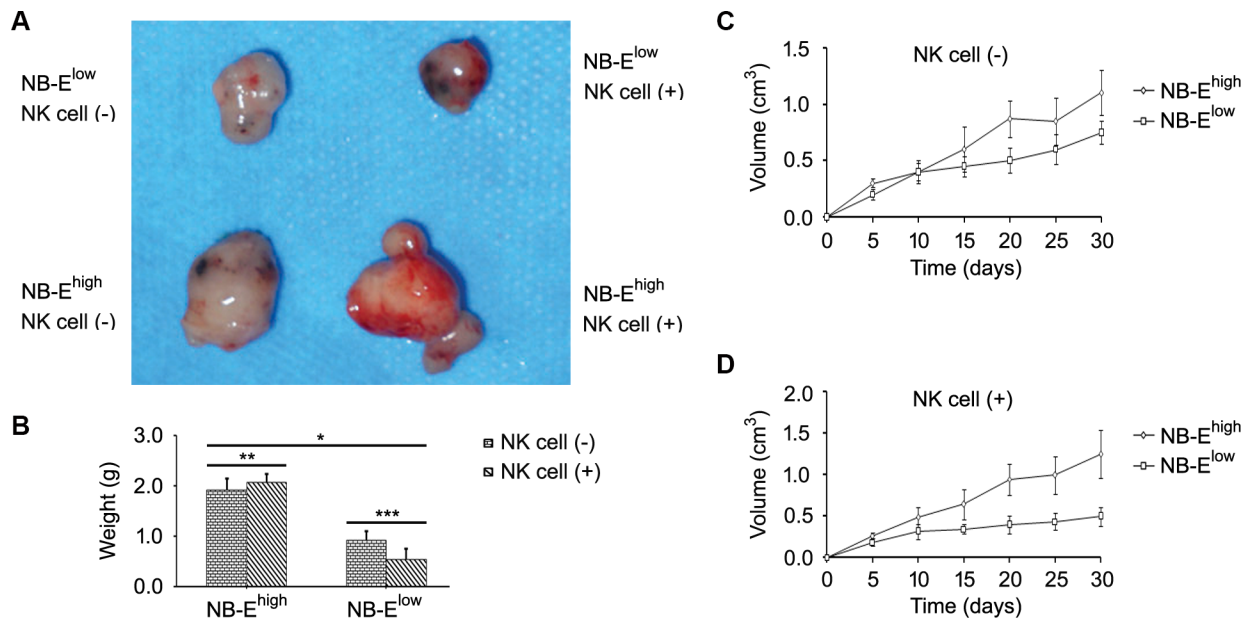 A
NB-E^low
NK cell (-)
NB-E^low
NK cell (+)
NB-E^high
NK cell (-)
NB-E^high
NK cell (+)
B
3.0
2.0
1.0
0.0
Weight (g)
*
**
***
NB-E^high
NB-E^low
NK cell (-)
NK cell (+)
C
NK cell (-)
1.5
1.0
0.5
0.0
Volume (cm³)
0 5 10 15 20 25 30
Time (days)
NB-E^high
NB-E^low
D
NK cell (+)
2.0
1.5
1.0
0.5
0.0
Volume (cm³)
0 5 10 15 20 25 30
Time (days)
NB-E^high
NB-E^low